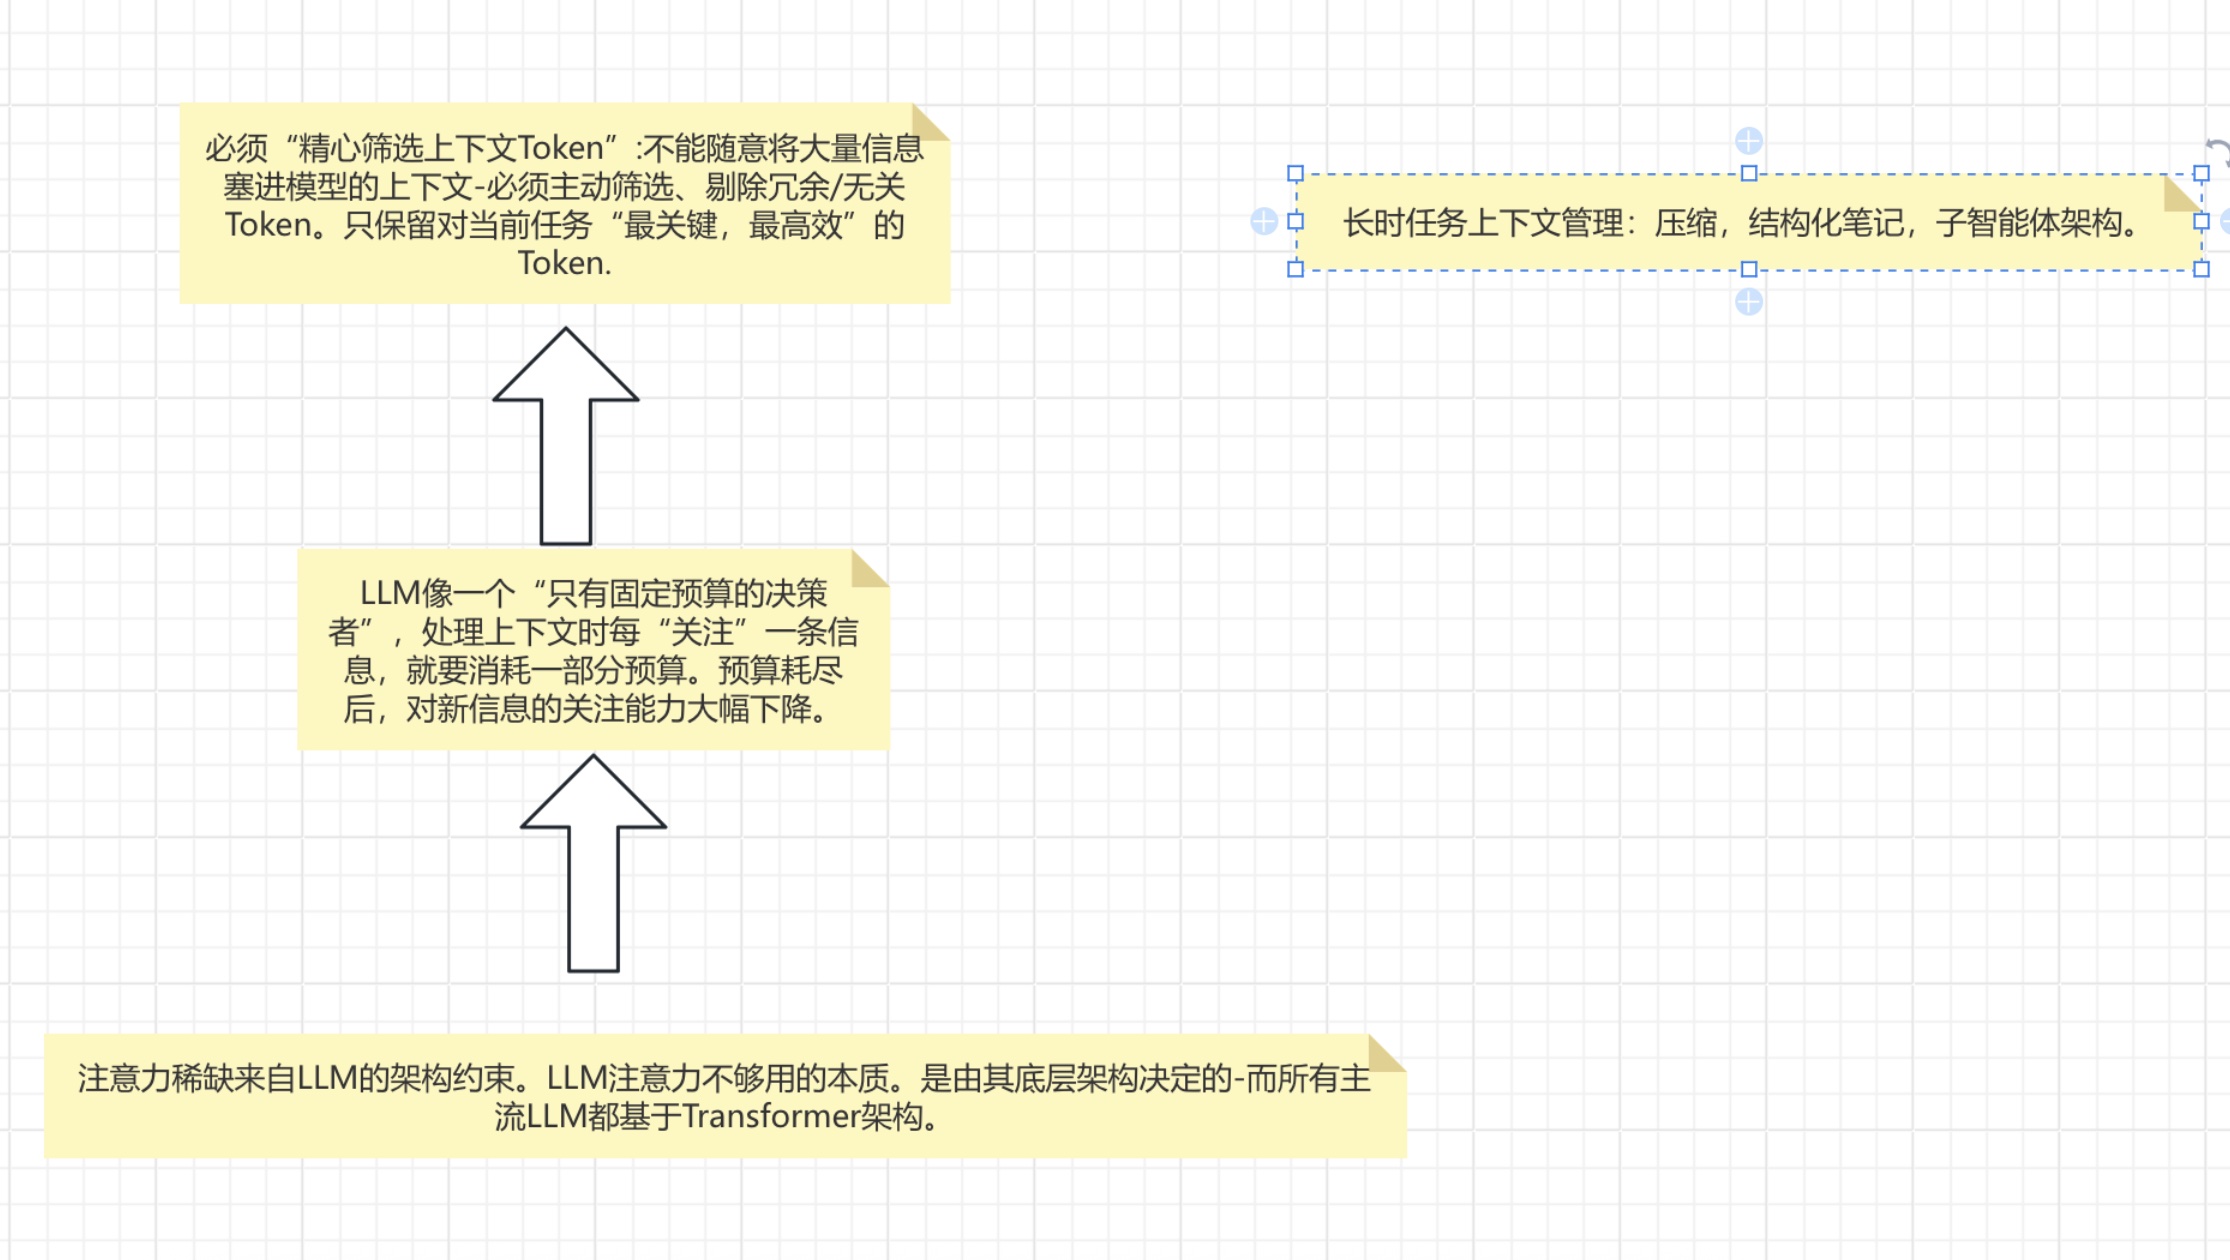 必须“精心筛选上下文Token”:不能随意将大量信息
塞进模型的上下文-必须主动筛选、剔除冗余/无关
Token。只保留对当前任务“最关键，最高效”的
Token.
长时任务上下文管理：压缩，结构化笔记，子智能体架构。
LLM像一个“只有固定预算的决策
者”，处理上下文时每“关注”一条信
息，就要消耗一部分预算。预算耗尽
后，对新信息的关注能力大幅下降。
注意力稀缺来自LLM的架构约束。LLM注意力不够用的本质。是由其底层架构决定的-而所有主
流LLM都基于Transformer架构。